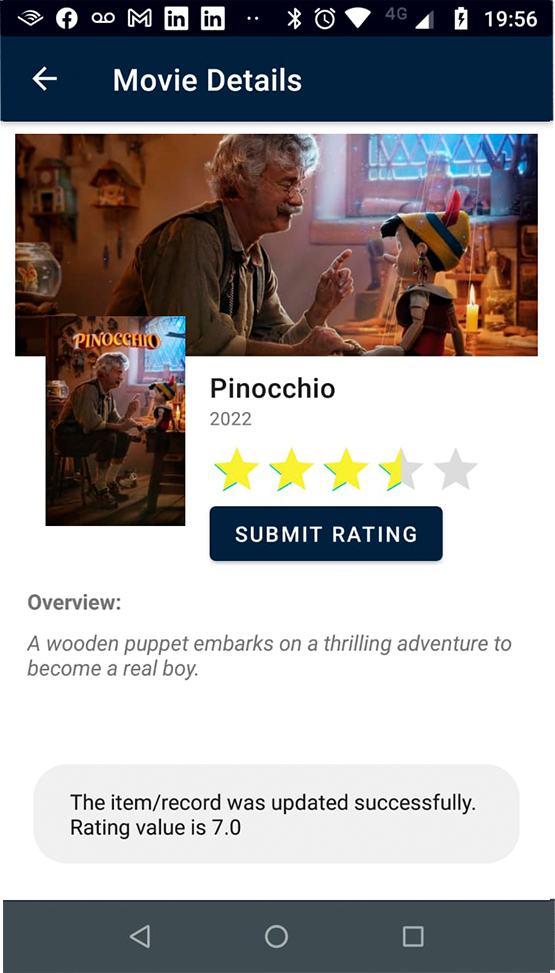 4G 19:56
Movie Details
PINOCCHIO
Pinocchio
2022
SUBMIT RATING
Overview:
A wooden puppet embarks on a thrilling adventure to
become a real boy.
The item/record was updated successfully.
Rating value is 7.0